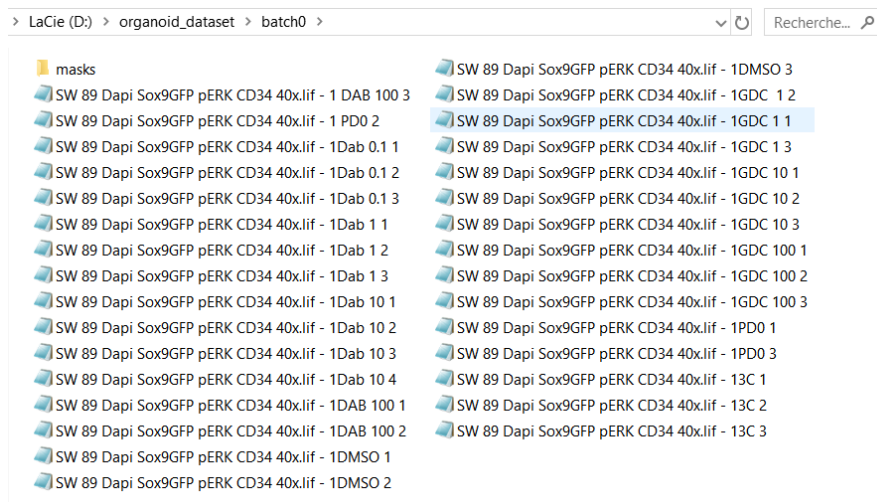 LaCie (D:) > organoid_dataset > batch0 >
Recherche...
masks
SW 89 Dapi Sox9GFP pERK CD34 40x.lif - 1 DAB 100 3
SW 89 Dapi Sox9GFP pERK CD34 40x.lif - 1 PD0 2
SW 89 Dapi Sox9GFP pERK CD34 40x.lif - 1Dab 0.1 1
SW 89 Dapi Sox9GFP pERK CD34 40x.lif - 1Dab 0.1 2
SW 89 Dapi Sox9GFP pERK CD34 40x.lif - 1Dab 0.1 3
SW 89 Dapi Sox9GFP pERK CD34 40x.lif - 1Dab 1 1
SW 89 Dapi Sox9GFP pERK CD34 40x.lif - 1Dab 1 2
SW 89 Dapi Sox9GFP pERK CD34 40x.lif - 1Dab 1 3
SW 89 Dapi Sox9GFP pERK CD34 40x.lif - 1Dab 10 1
SW 89 Dapi Sox9GFP pERK CD34 40x.lif - 1Dab 10 2
SW 89 Dapi Sox9GFP pERK CD34 40x.lif - 1Dab 10 3
SW 89 Dapi Sox9GFP pERK CD34 40x.lif - 1Dab 10 4
SW 89 Dapi Sox9GFP pERK CD34 40x.lif - 1DAB 100 1
SW 89 Dapi Sox9GFP pERK CD34 40x.lif - 1DAB 100 2
SW 89 Dapi Sox9GFP pERK CD34 40x.lif - 1DMSO 1
SW 89 Dapi Sox9GFP pERK CD34 40x.lif - 1DMSO 2
SW 89 Dapi Sox9GFP pERK CD34 40x.lif - 1DMSO 3
SW 89 Dapi Sox9GFP pERK CD34 40x.lif - 1GDC  1 2
SW 89 Dapi Sox9GFP pERK CD34 40x.lif - 1GDC 1 1
SW 89 Dapi Sox9GFP pERK CD34 40x.lif - 1GDC 1 3
SW 89 Dapi Sox9GFP pERK CD34 40x.lif - 1GDC 10 1
SW 89 Dapi Sox9GFP pERK CD34 40x.lif - 1GDC 10 2
SW 89 Dapi Sox9GFP pERK CD34 40x.lif - 1GDC 10 3
SW 89 Dapi Sox9GFP pERK CD34 40x.lif - 1GDC 100 1
SW 89 Dapi Sox9GFP pERK CD34 40x.lif - 1GDC 100 2
SW 89 Dapi Sox9GFP pERK CD34 40x.lif - 1GDC 100 3
SW 89 Dapi Sox9GFP pERK CD34 40x.lif - 1PD0 1
SW 89 Dapi Sox9GFP pERK CD34 40x.lif - 1PD0 3
SW 89 Dapi Sox9GFP pERK CD34 40x.lif - 13C 1
SW 89 Dapi Sox9GFP pERK CD34 40x.lif - 13C 2
SW 89 Dapi Sox9GFP pERK CD34 40x.lif - 13C 3